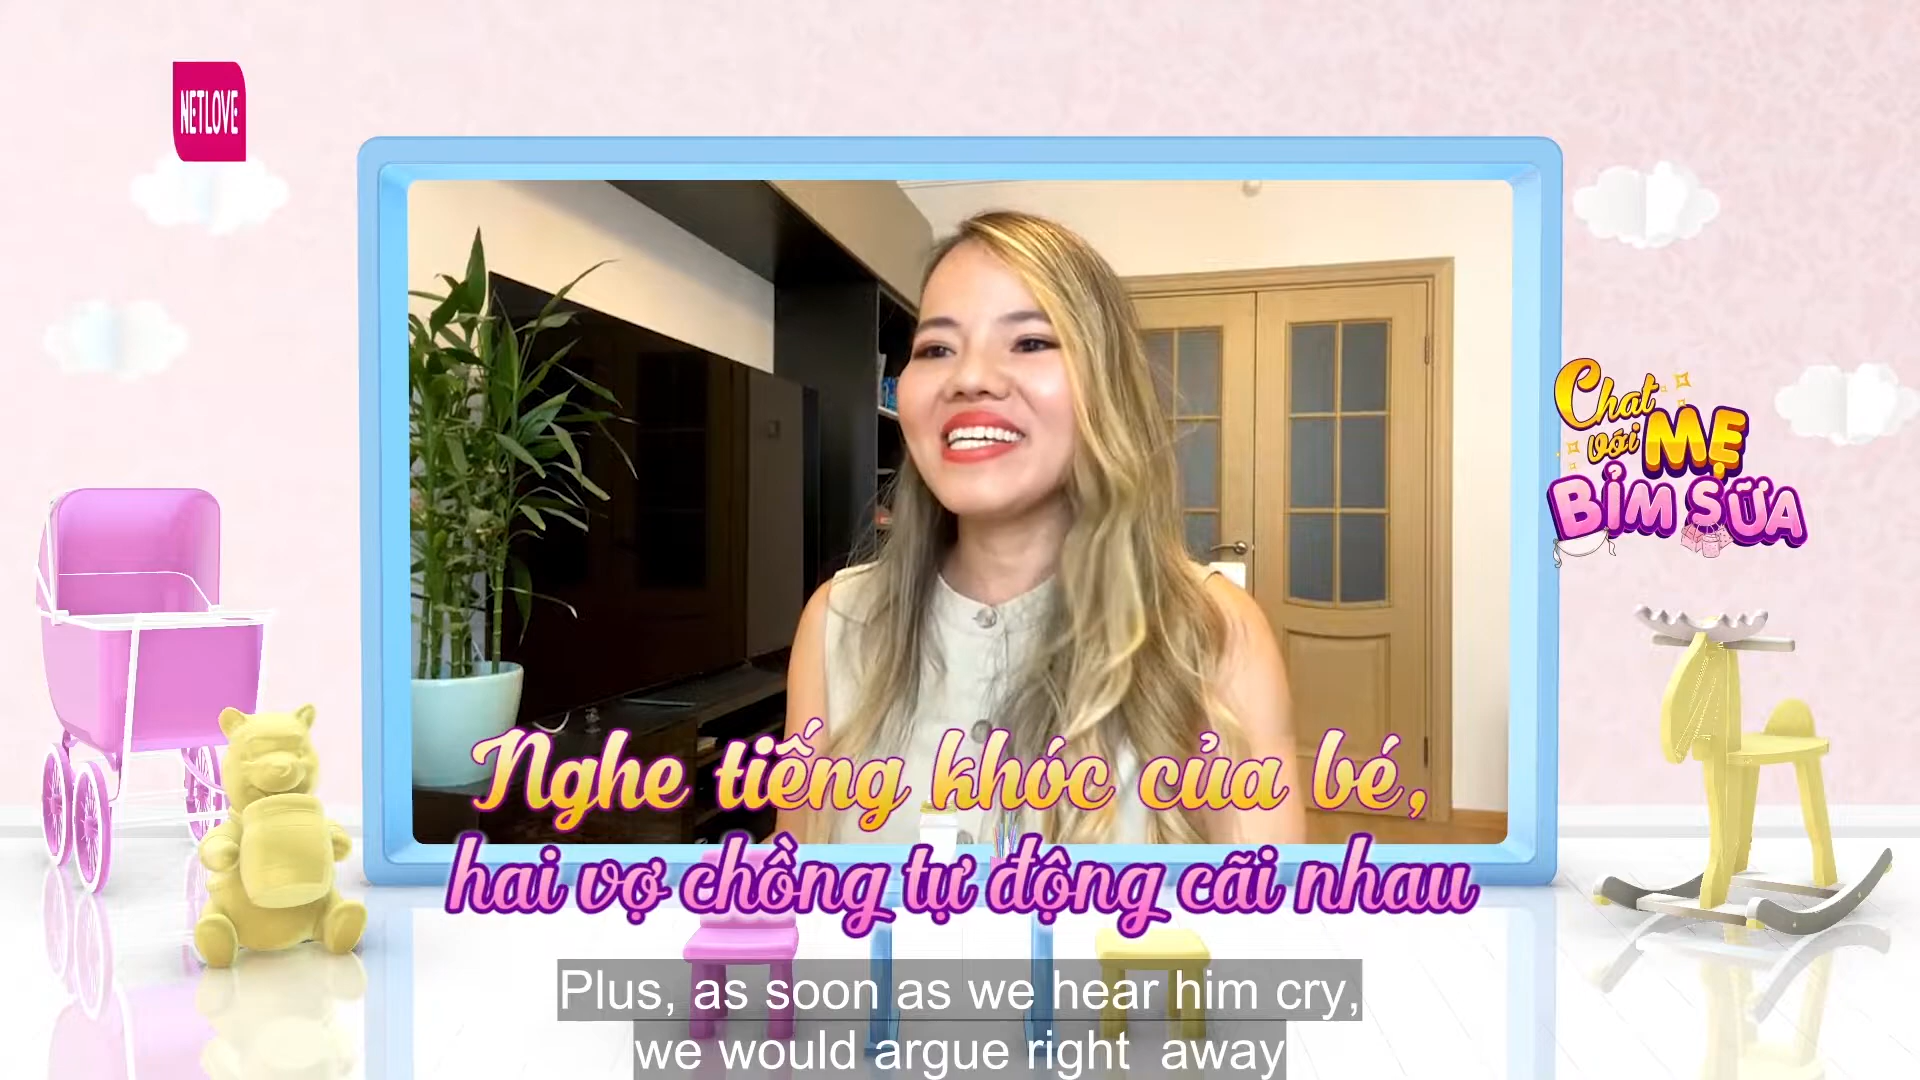 NETLOVE
Chat
với MẸ
BỈM SỮA
Nghe tiếng khóc của bé,
hai vợ chồng tự động cãi nhau
Plus, as soon as we hear him cry,
we would argue right  away